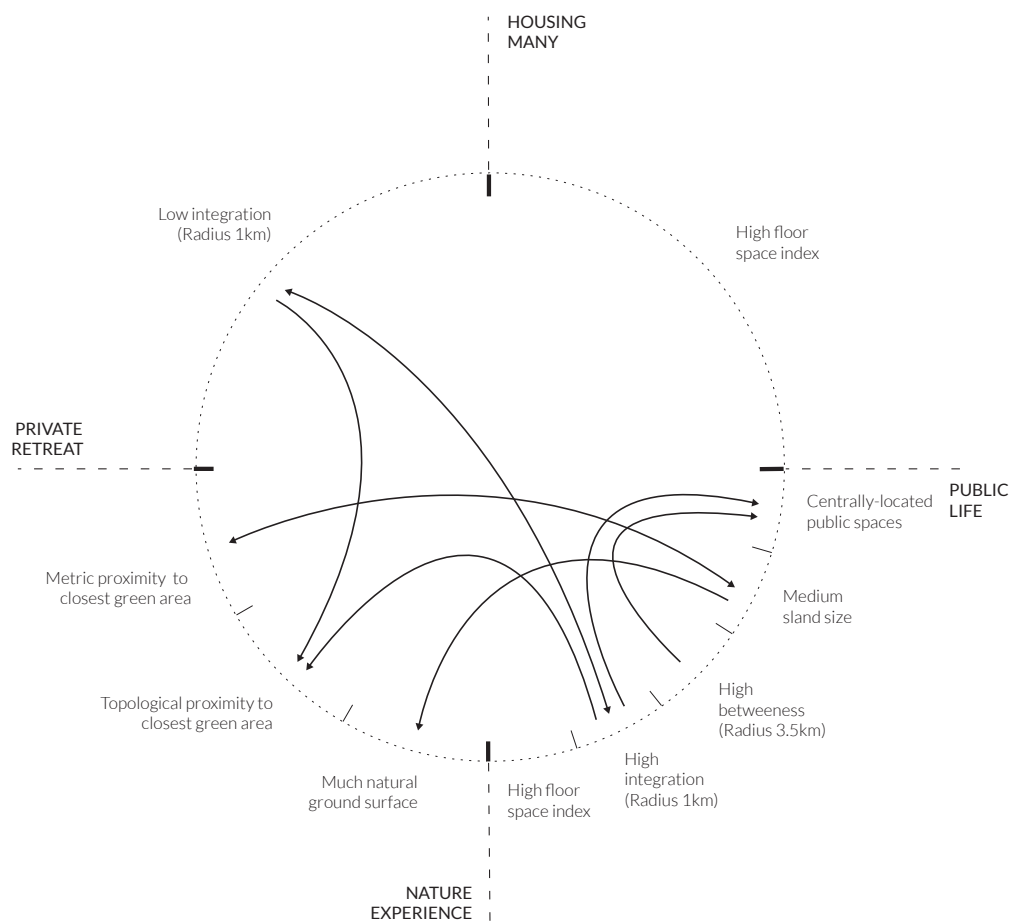 HOUSING
MANY
Low integration
(Radius 1km)
High floor
space index
PRIVATE
RETREAT
Centrally-located
public spaces
PUBLIC
LIFE
Metric proximity to
closest green area
Medium
sland size
Topological proximity to
closest green area
High
betweeness
(Radius 3.5km)
Much natural
ground surface
High floor
space index
High
integration
(Radius 1km)
NATURE
EXPERIENCE